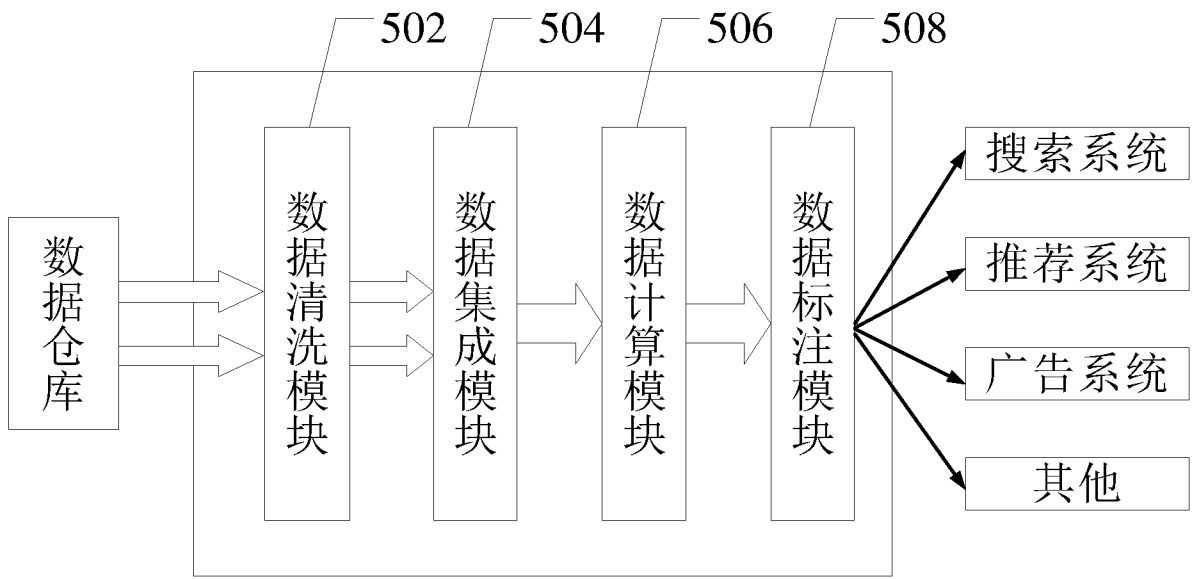 502
504
506
508
数据仓库
数据清洗模块
数据集成模块
数据计算模块
数据标注模块
搜索系统
推荐系统
广告系统
其他